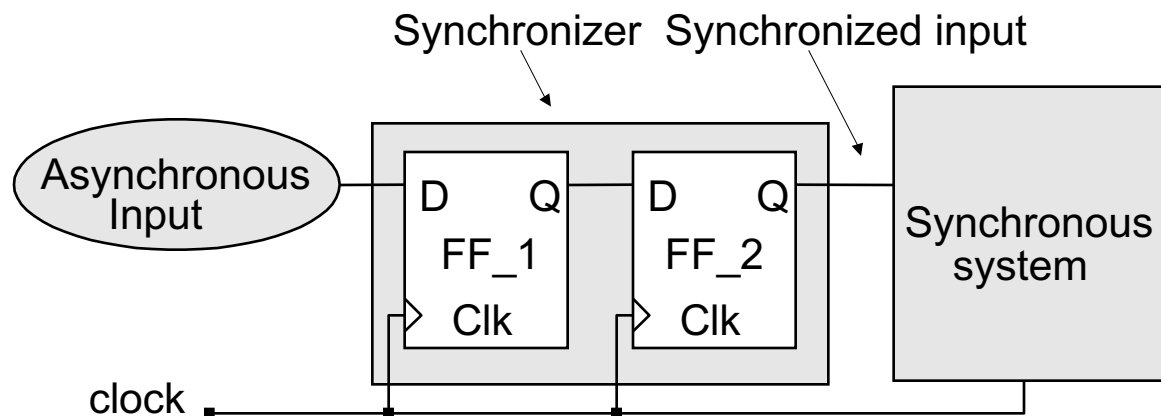 Synchronizer
Synchronized input
Asynchronous
Input
D
Q
FF_1
Clk
D
Q
FF_2
Clk
Synchronous
system
clock